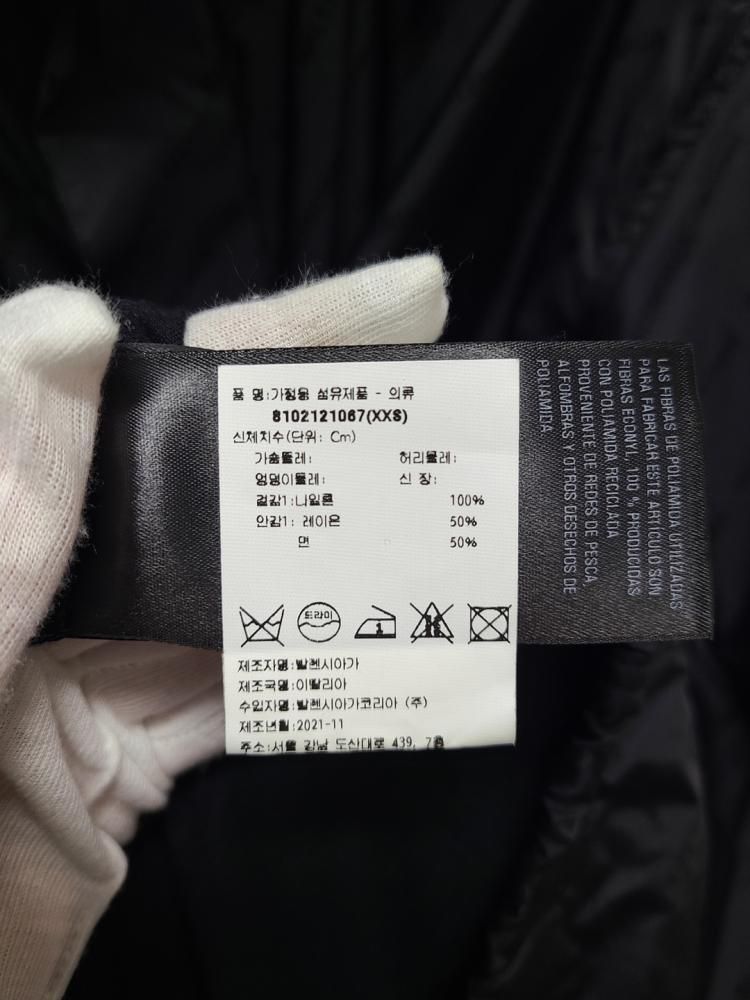 품 명:가정용 섬유제품 - 의류
8102121067(XXS)
신체치수(단위: Cm)
가슴둘레: 허리둘레:
엉덩이둘레: 신 장:
겉감1:나일론 100%
안감1: 레이온 50%
면 50%
드라이
제조자명:발렌시아가
제조국명:이탈리아
수입자명:발렌시아가코리아 (주)
제조년월:2021-11
주소:서울 강남 도산대로 439, 7층
LAS FIBRAS DE POLIAMIDA UTILIZADAS
PARA FABRICAR ESTE ARTÍCULO SON
FIBRAS ECONYL, 100 % PRODUCIDAS
CON POLIAMIDA RECICLADA
PROVENIENTE DE REDES DE PESCA,
ALFOMBRAS Y OTROS DESECHOS DE
POLIAMIDA